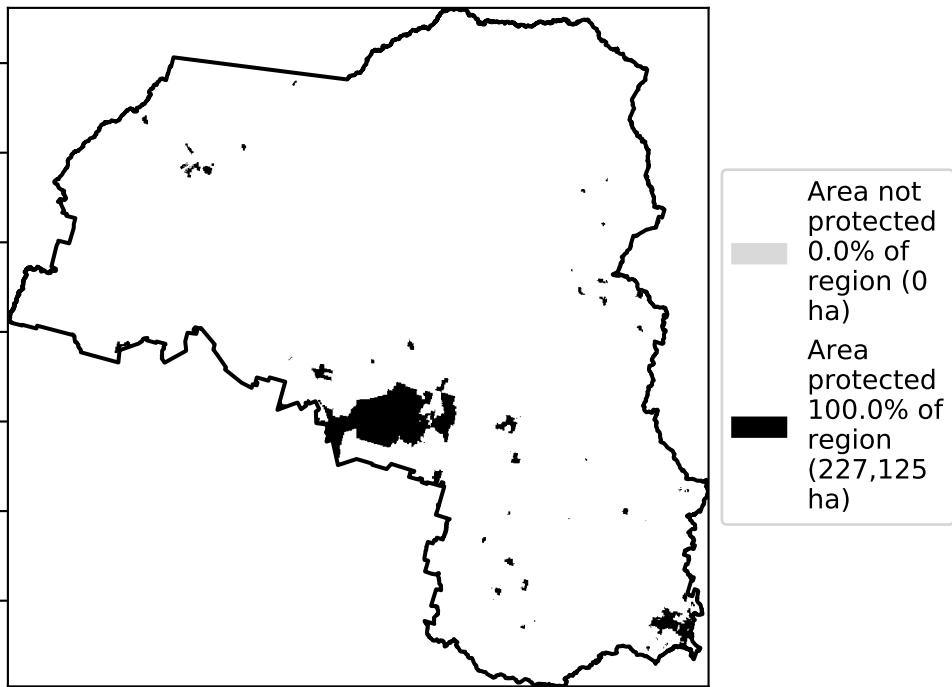 Area not
protected
0.0% of
region (0
ha)
Area
protected
100.0% of
region
(227,125
ha)